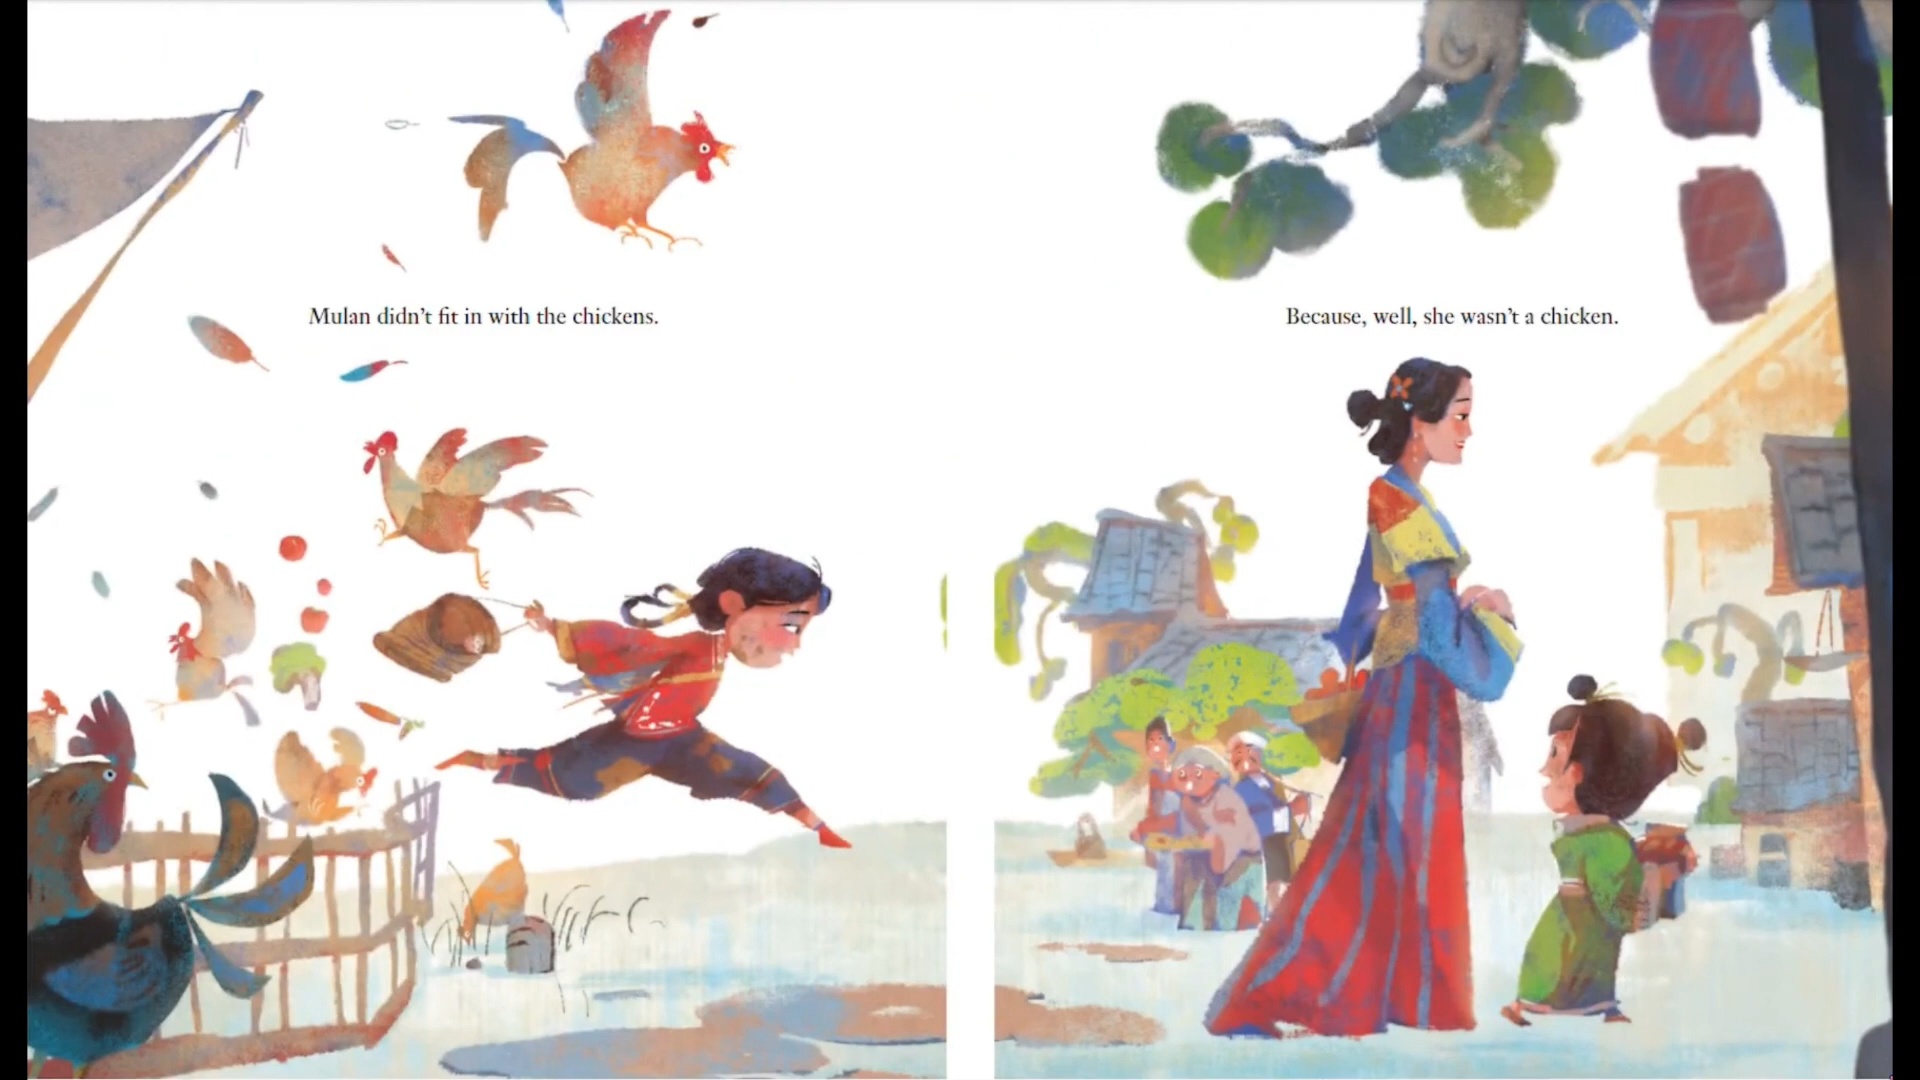 Mulan didn’t fit in with the chickens.
Because, well, she wasn’t a chicken.